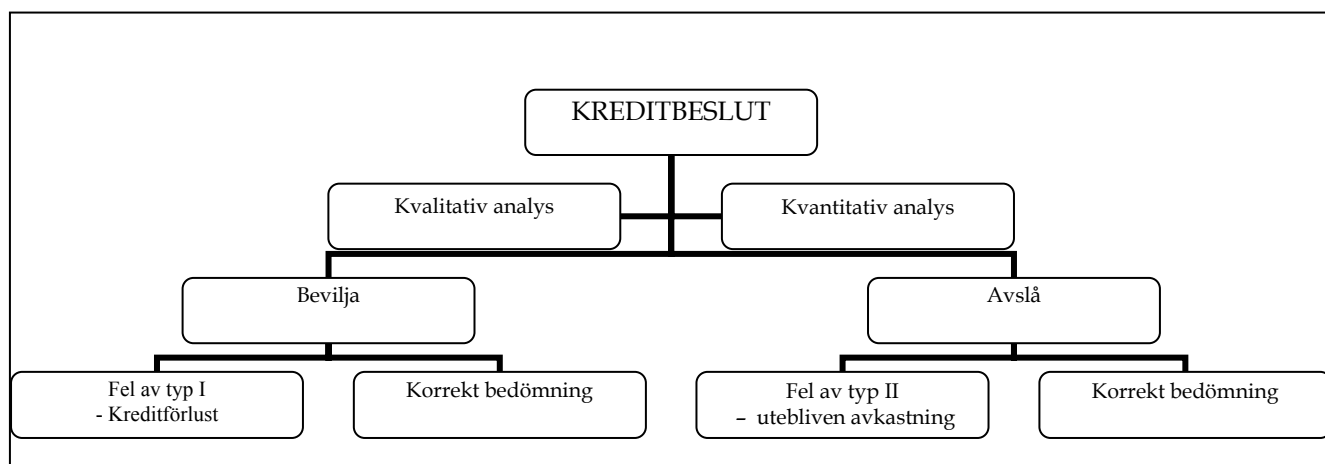 KREDITBESLUT
Kvalitativ analys
Kvantitativ analys
Bevilja
Avslå
Fel av typ I
- Kreditförlust
Korrekt bedömning
Fel av typ II
– utebliven avkastning
Korrekt bedömning